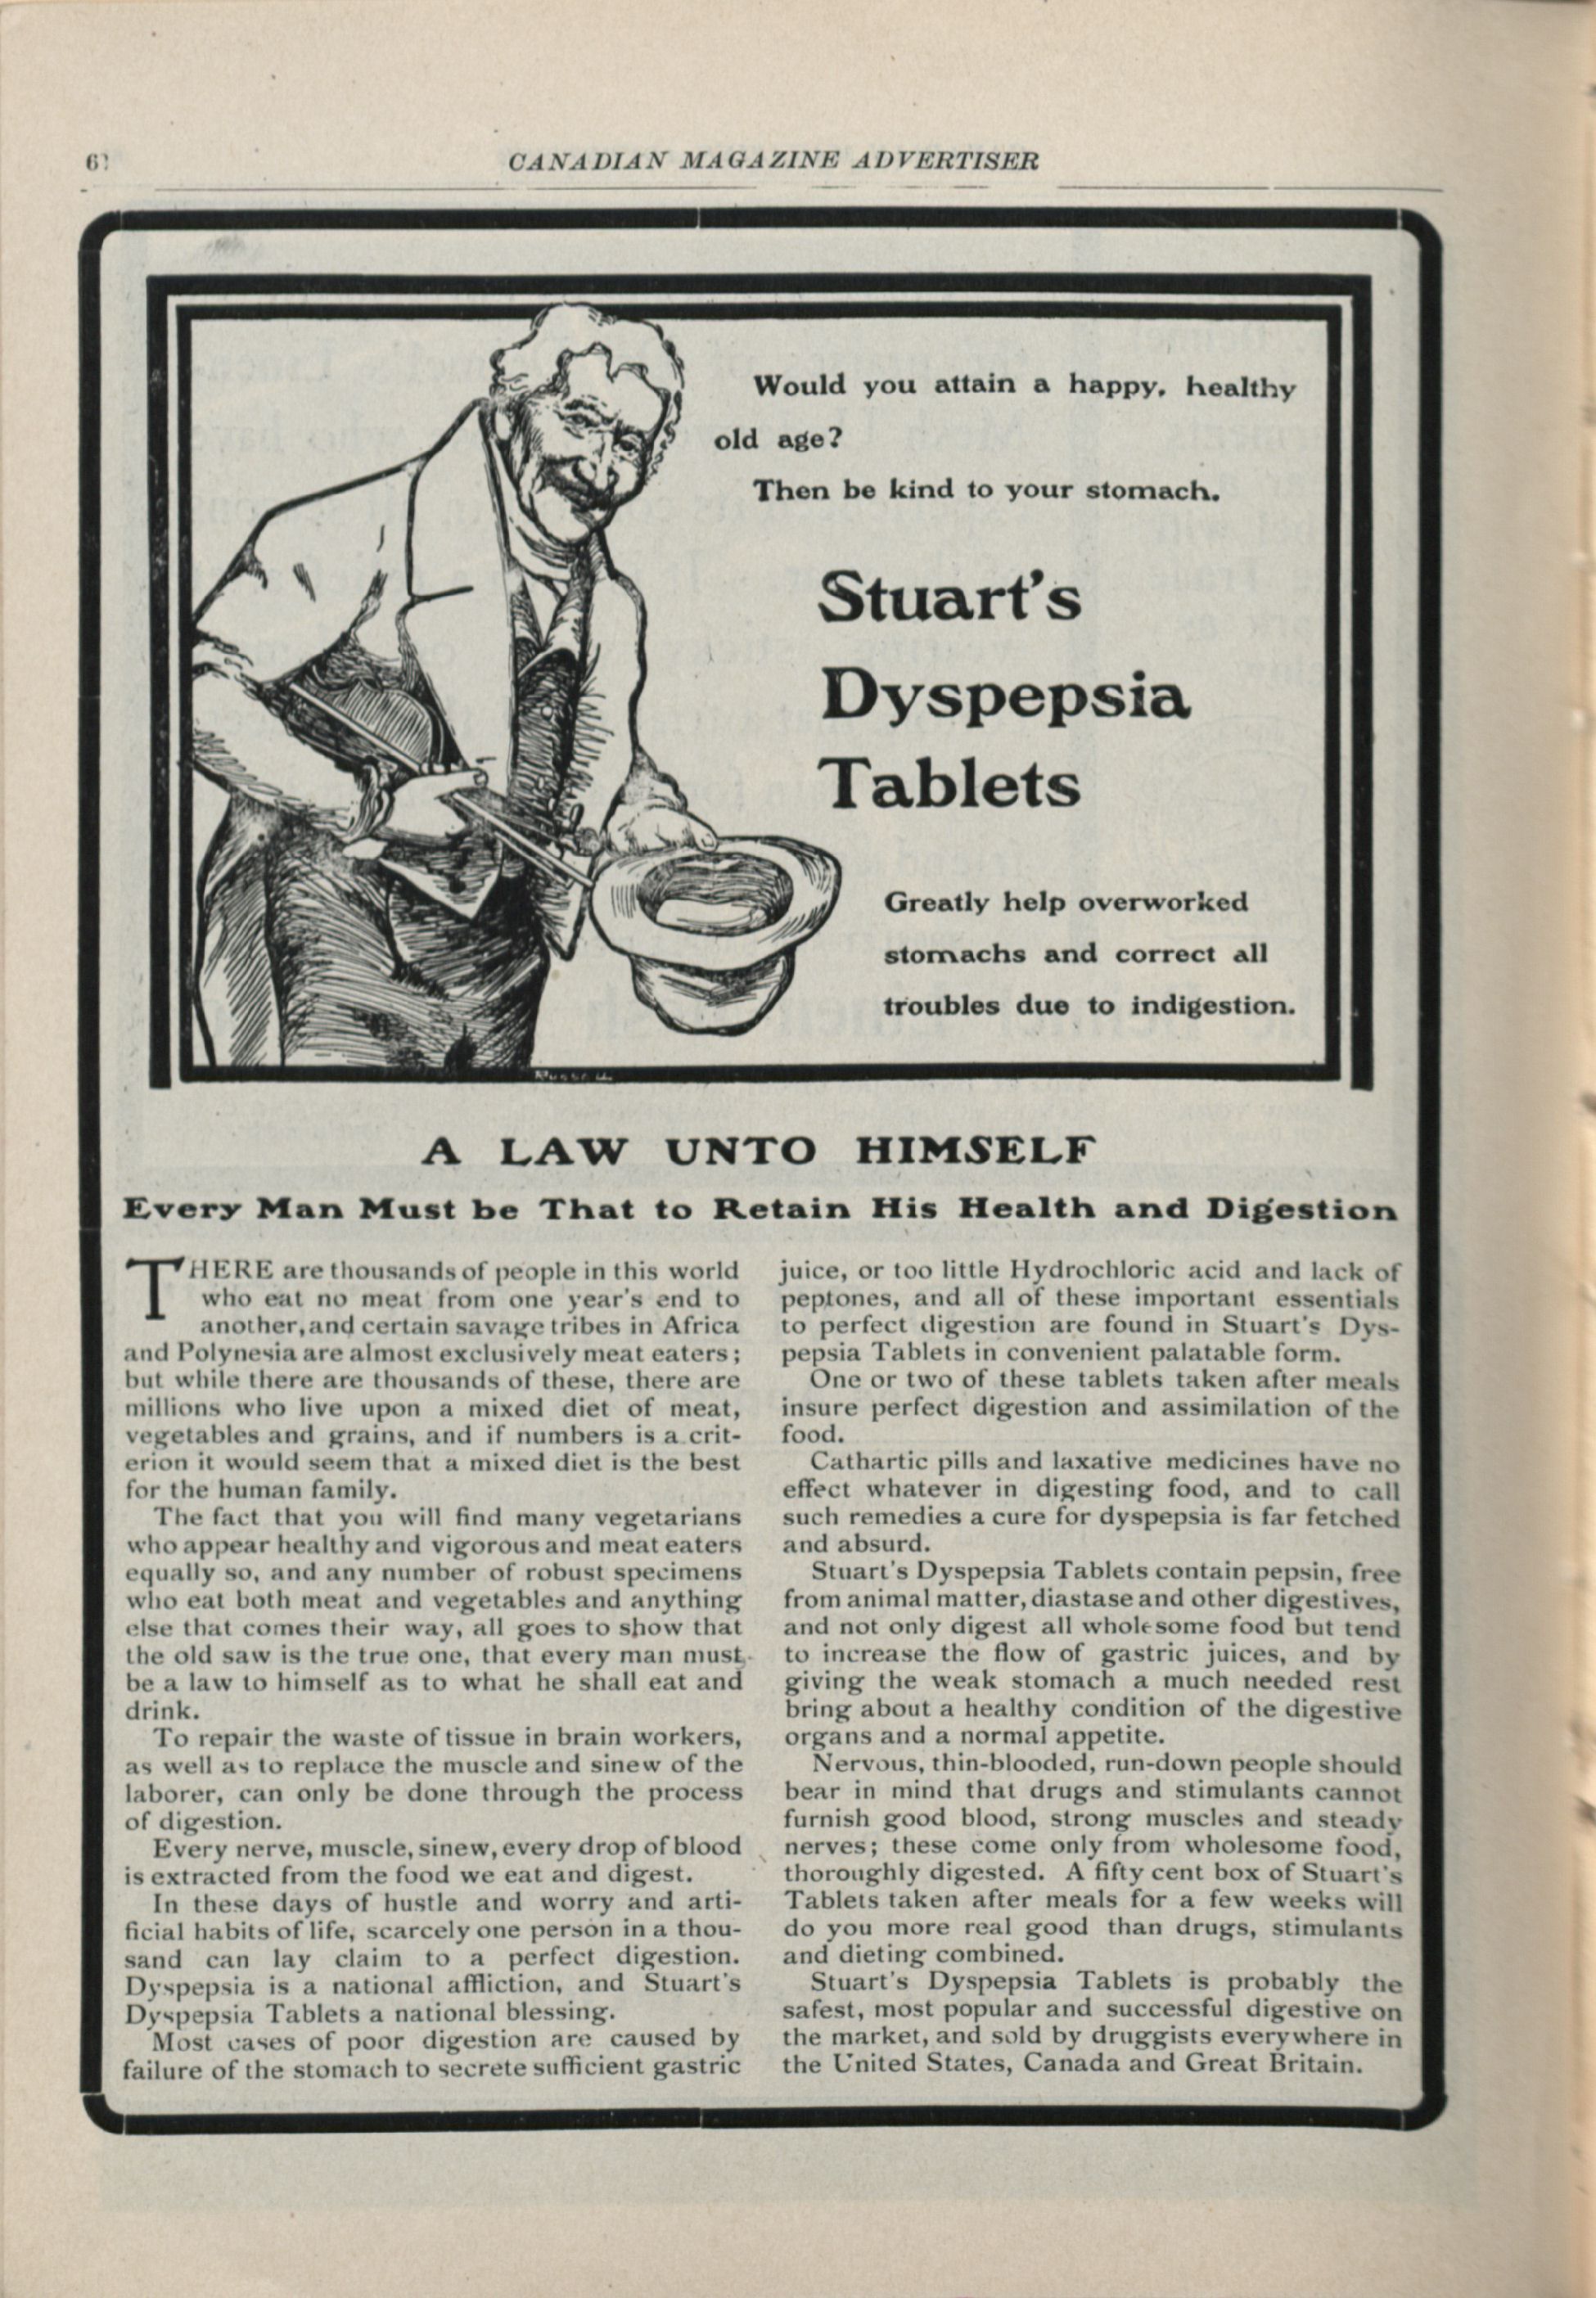 CANADIAN MAGAZINE ADVERTISER
Would you attain a happy, healthy
old age?
Then be kind to your stomach.
Stuart's
Dyspepsia
Tablets
Greatly help overworked
stomachs and correct all
troubles due to indigestion.
A LAW UNTO HIMSELF
Every Man Must be That to Retain His Health and Digestion
THERE are thousands of people in this world
who eat no meat from one year's end to
another, and certain savage tribes in Africa
and Polynesia are almost exclusively meat eaters;
but while there are thousands of these, there are
millions who live upon a mixed diet of meat,
vegetables and grains, and if numbers is a crit-
erion it would seem that a mixed diet is the best
for the human family.
The fact that you will find many vegetarians
who appear healthy and vigorous and meat eaters
equally so, and any number of robust specimens
who eat both meat and vegetables and anything
else that comes their way, all goes to show that
the old saw is the true one, that every man must
be a law to himself as to what he shall eat and
drink.
To repair the waste of tissue in brain workers,
as well as to replace the muscle and sinew of the
laborer, can only be done through the process
of digestion.
Every nerve, muscle, sinew, every drop of blood
is extracted from the food we eat and digest.
In these days of hustle and worry and arti-
ficial habits of life, scarcely one person in a thou-
sand can lay claim to a perfect digestion.
Dyspepsia is a national affliction, and Stuart's
Dyspepsia Tablets a national blessing.
Most cases of poor digestion are caused by
failure of the stomach to secrete sufficient gastric
juice, or too little Hydrochloric acid and lack of
peptones, and all of these important essentials
to perfect digestion are found in Stuart's Dys-
pepsia Tablets in convenient palatable form.
One or two of these tablets taken after meals
insure perfect digestion and assimilation of the
food.
Cathartic pills and laxative medicines have no
effect whatever in digesting food, and to call
such remedies a cure for dyspepsia is far fetched
and absurd.
Stuart's Dyspepsia Tablets contain pepsin, free
from animal matter, diastase and other digestives,
and not only digest all wholesome food but tend
to increase the flow of gastric juices, and by
giving the weak stomach a much needed rest
bring about a healthy condition of the digestive
organs and a normal appetite.
Nervous, thin-blooded, run-down people should
bear in mind that drugs and stimulants cannot
furnish good blood, strong muscles and steady
nerves; these come only from wholesome food,
thoroughly digested. A fifty cent box of Stuart's
Tablets taken after meals for a few weeks will
do you more real good than drugs, stimulants
and dieting combined.
Stuart's Dyspepsia Tablets is probably the
safest, most popular and successful digestive on
the market, and sold by druggists everywhere in
the United States, Canada and Great Britain.